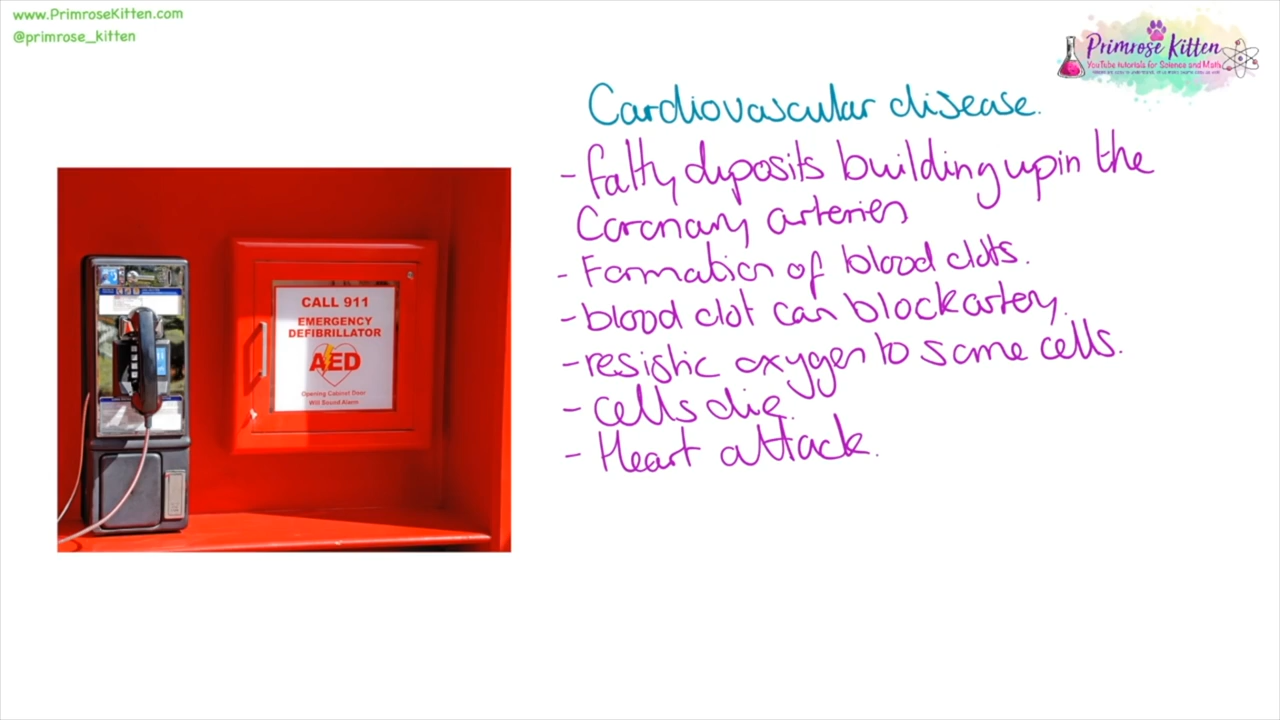 www.PrimroseKitten.com
@primrose_kitten
Primrose Kitten
YouTube tutorials for Science and Maths
Cardiovascular disease.
- fatty deposits building up in the
Coronary arteries
- Formation of blood clots.
- blood clot can block artery.
- resistic oxygen to some cells.
- cells die.
- Heart attack.
CALL 911
EMERGENCY
DEFIBRILLATOR
AED
Opening Cabinet Door
Will Sound Alarm